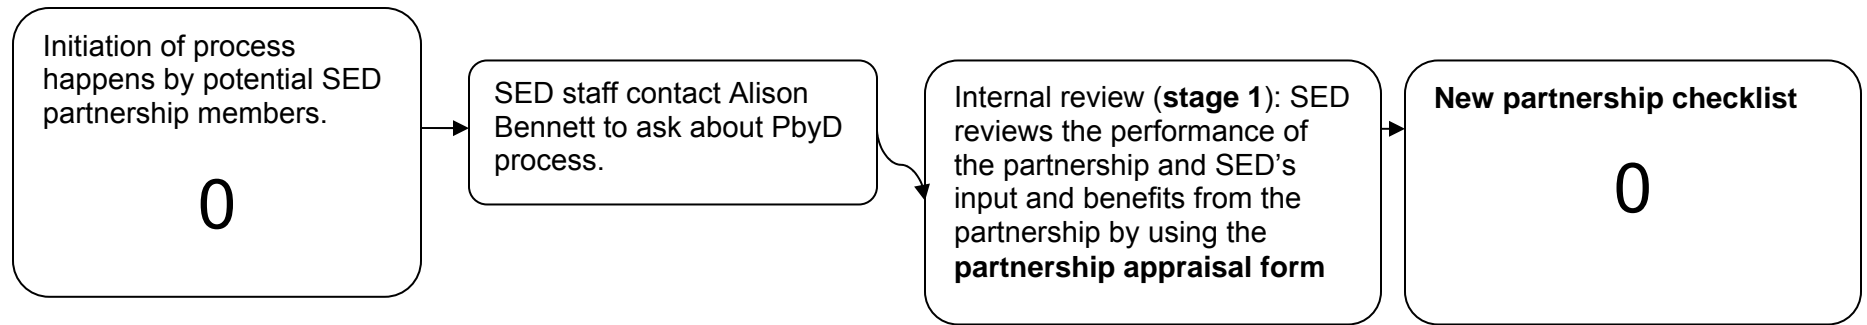 Initiation of process
happens by potential SED
partnership members.
0
SED staff contact Alison
Bennett to ask about PbyD
process.
Internal review (stage 1): SED
reviews the performance of
the partnership and SED’s
input and benefits from the
partnership by using the
partnership appraisal form
New partnership checklist
0